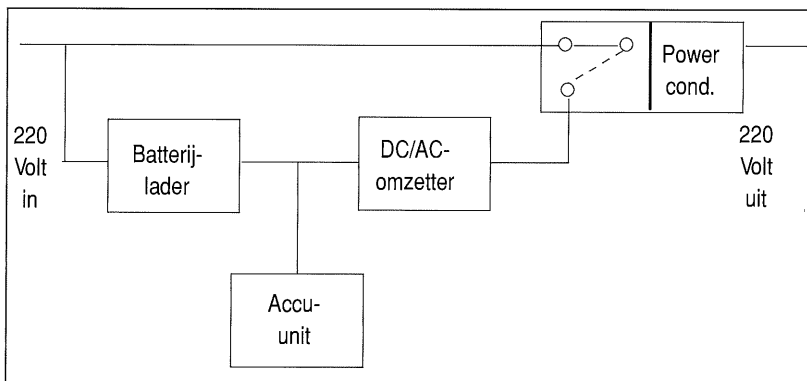 Power
cond.
220
Volt
in
Batterij-
lader
DC/AC-
omzetter
220
Volt
uit
Accu-
unit